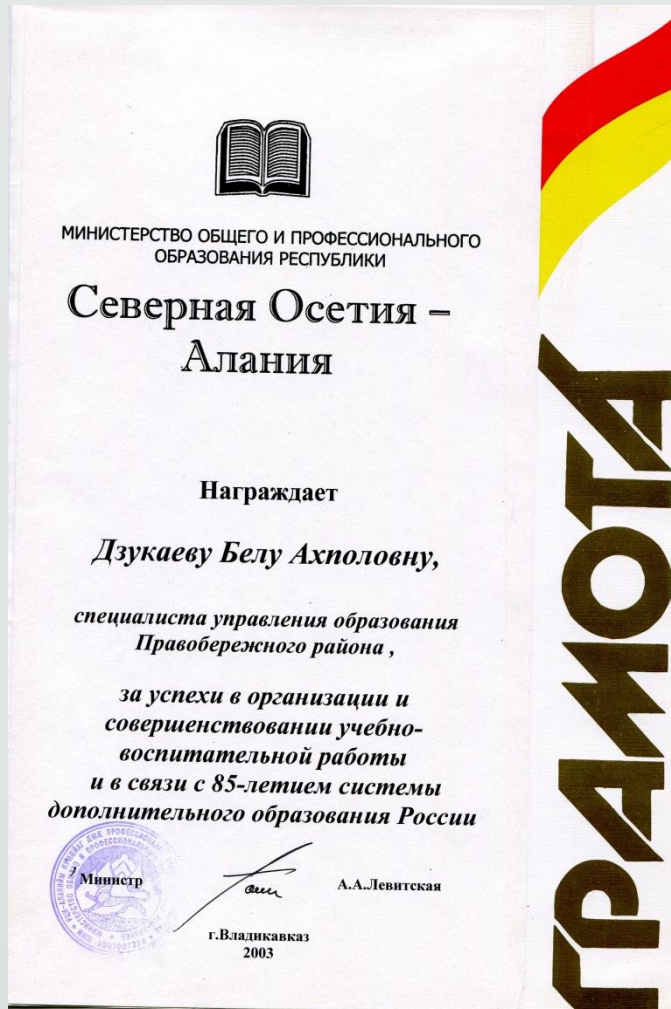 МИНИСТЕРСТВО ОБЩЕГО И ПРОФЕССИОНАЛЬНОГО
ОБРАЗОВАНИЯ РЕСПУБЛИКИ
Северная Осетия –
Алания
Награждает
Дзукаеву Белу Ахполовну,
специалиста управления образования
Правобережного района ,
за успехи в организации и
совершенствовании учебно-
воспитательной работы
и в связи с 85-летием системы
дополнительного образования России
Министр
А.А.Левитская
г.Владикавказ
2003
ГРАМОТА